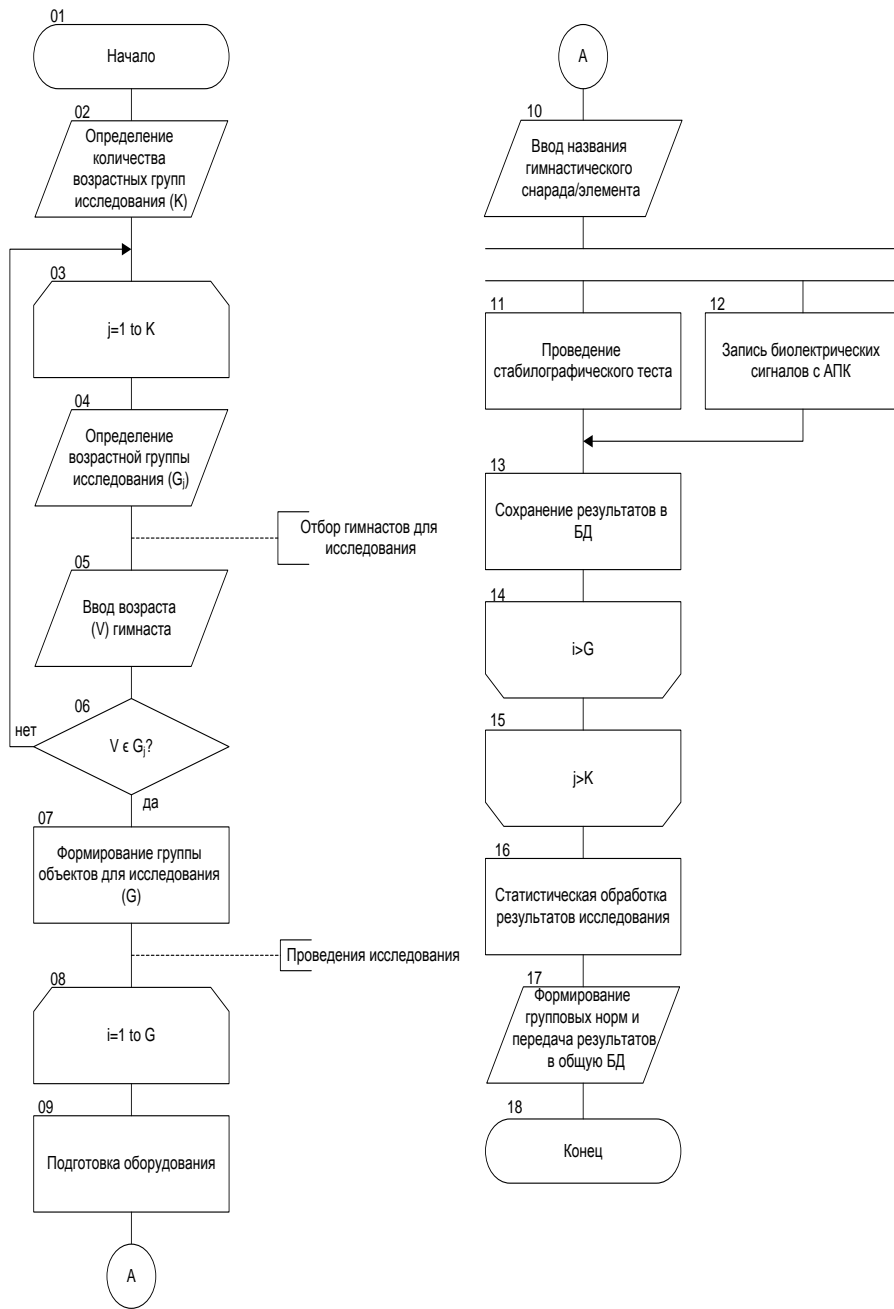 01
Начало
02
Определение
количества
возрастных групп
исследования (K)
03
j=1 to K
04
Определение
возрастной группы
исследования (Gj)
Отбор гимнастов для
исследования
05
Ввод возраста
(V) гимнаста
06
нет
V є Gj?
да
07
Формирование группы
объектов для исследования
(G)
Проведения исследования
08
i=1 to G
09
Подготовка оборудования
A
A
10
Ввод названия
гимнастического
снарада/элемента
11
Проведение
стабилографического теста
12
Запись биолектрических
сигналов с АПК
13
Сохранение результатов в
БД
14
i>G
15
j>K
16
Статистическая обработка
результатов исследования
17
Формирование
групповых норм и
передача результатов
в общую БД
18
Конец